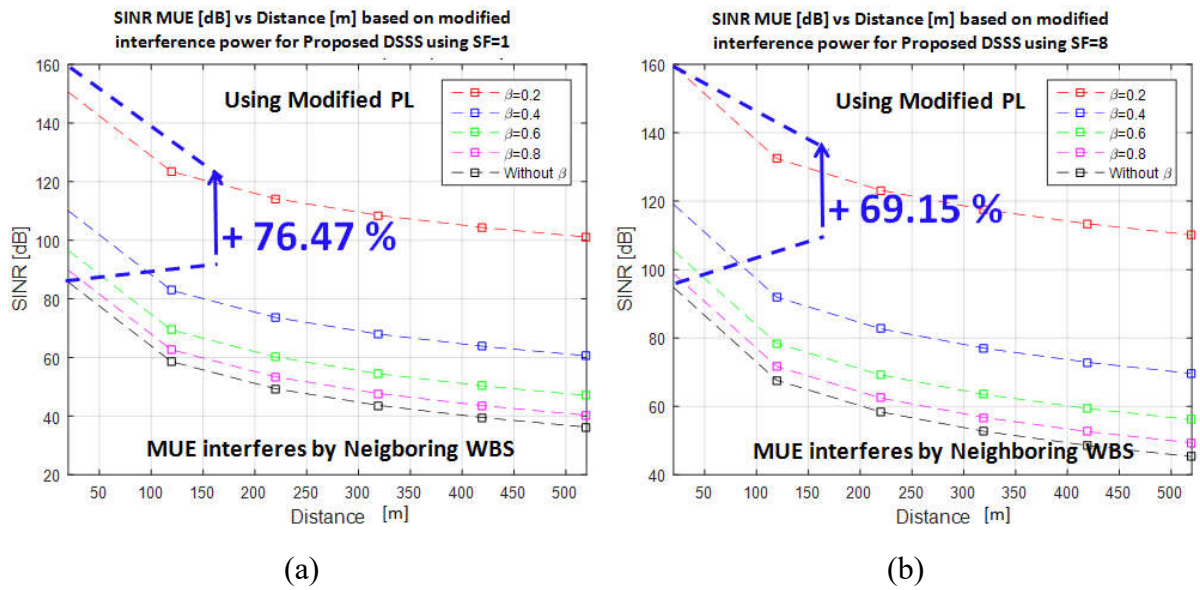 SINR MUE [dB] vs Distance [m] based on modified
interference power for Proposed DSSS using SF=1
160
140
120
100
80
60
40
20
SINR [dB]
Using Modified PL
β=0.2
β=0.4
β=0.6
β=0.8
Without β
+ 76.47 %
MUE interferes by Neigboring WBS
50 100 150 200 250 300 350 400 450 500
Distance [m]
(a)
SINR MUE [dB] vs Distance [m] based on modified
interference power for Proposed DSSS using SF=8
160
140
120
100
80
60
40
SINR [dB]
Using Modified PL
β=0.2
β=0.4
β=0.6
β=0.8
Without β
+ 69.15 %
MUE interferes by Neighboring WBS
50 100 150 200 250 300 350 400 450 500
Distance [m]
(b)